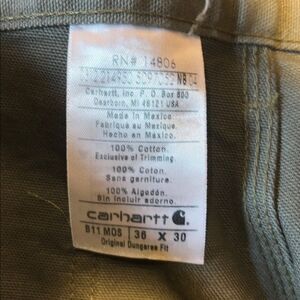 RN# 14806
Carhartt, Inc. P.O. Box 600
Dearborn, MI 48121 USA
Made in Mexico
Fabrique au Mexique
Hecho en Mexico.
100% Cotton.
Exclusive of Trimming
100% Coton.
Sans garniture.
100% Algodón.
Sin incluir adorno.
carhartt
B11 MOS 36 X 30
Original Dungaree Fit